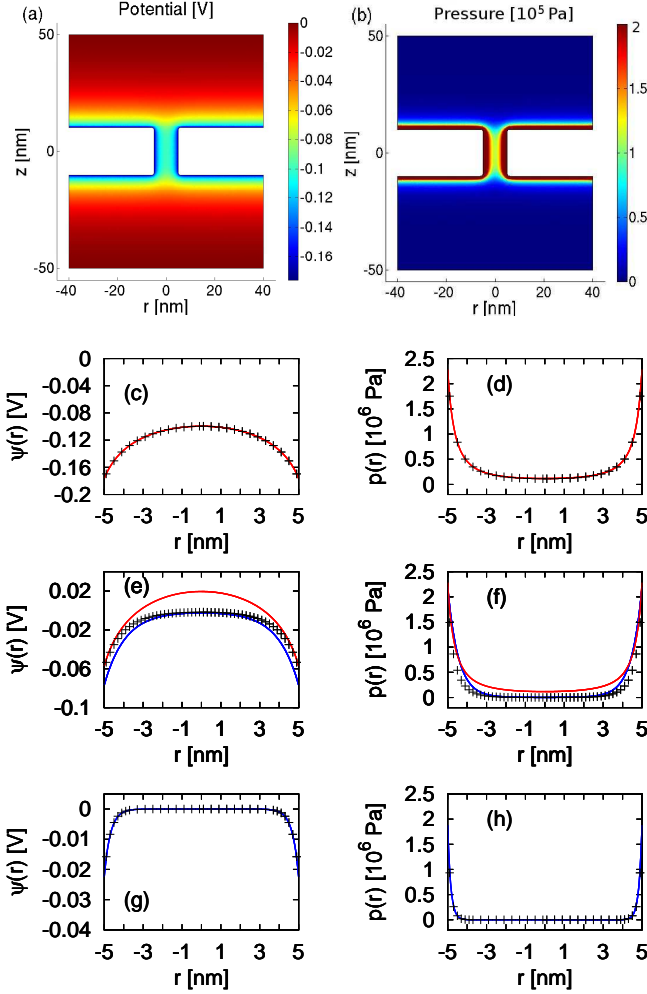 (a) Potential [V]
50
0
-50
z [nm]
-40 -20 0 20 40
r [nm]
0
-0.02
-0.04
-0.06
-0.08
-0.1
-0.12
-0.14
-0.16
(b) Pressure [10⁵ Pa]
50
0
-50
z [nm]
-40 -20 0 20 40
r [nm]
2
1.5
1
0.5
0
(c)
0
-0.04
-0.08
-0.12
-0.16
-0.2
ψ(r) [V]
-5 -3 -1 1 3 5
r [nm]
(d)
2.5
2
1.5
1
0.5
0
p(r) [10⁶ Pa]
-5 -3 -1 1 3 5
r [nm]
(e)
0.02
-0.02
-0.06
-0.1
ψ(r) [V]
-5 -3 -1 1 3 5
r [nm]
(f)
2.5
2
1.5
1
0.5
0
p(r) [10⁶ Pa]
-5 -3 -1 1 3 5
r [nm]
(g)
0
-0.01
-0.02
-0.03
-0.04
ψ(r) [V]
-5 -3 -1 1 3 5
r [nm]
(h)
2.5
2
1.5
1
0.5
0
p(r) [10⁶ Pa]
-5 -3 -1 1 3 5
r [nm]